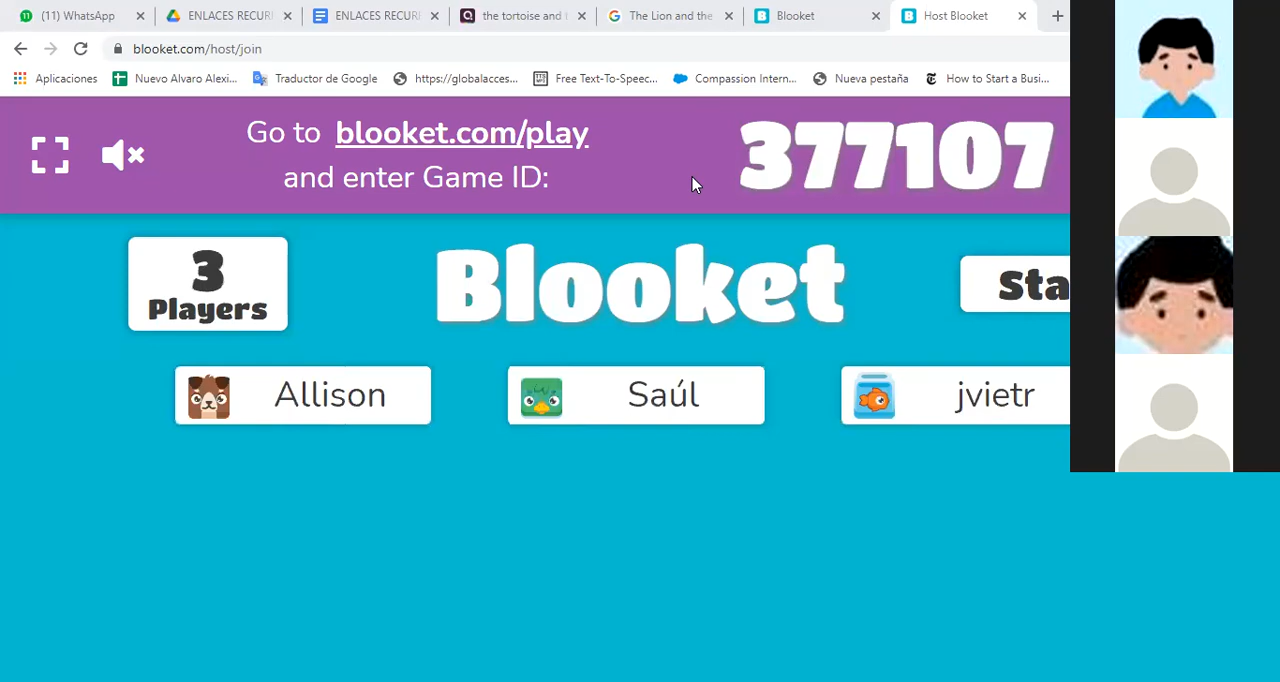 (11) WhatsApp ENLACES RECURI ENLACES RECUR the tortoise and t The Lion and the Blooket Host Blooket
blooket.com/host/join
Aplicaciones Nuevo Alvaro Alexi... Traductor de Google https://globalacces... Free Text-To-Speec... Compassion Intern... Nueva pestaña How to Start a Busi...
Go to blooket.com/play
and enter Game ID:
377107
3
Players
Blooket
Sta
Allison
Saúl
jvietr